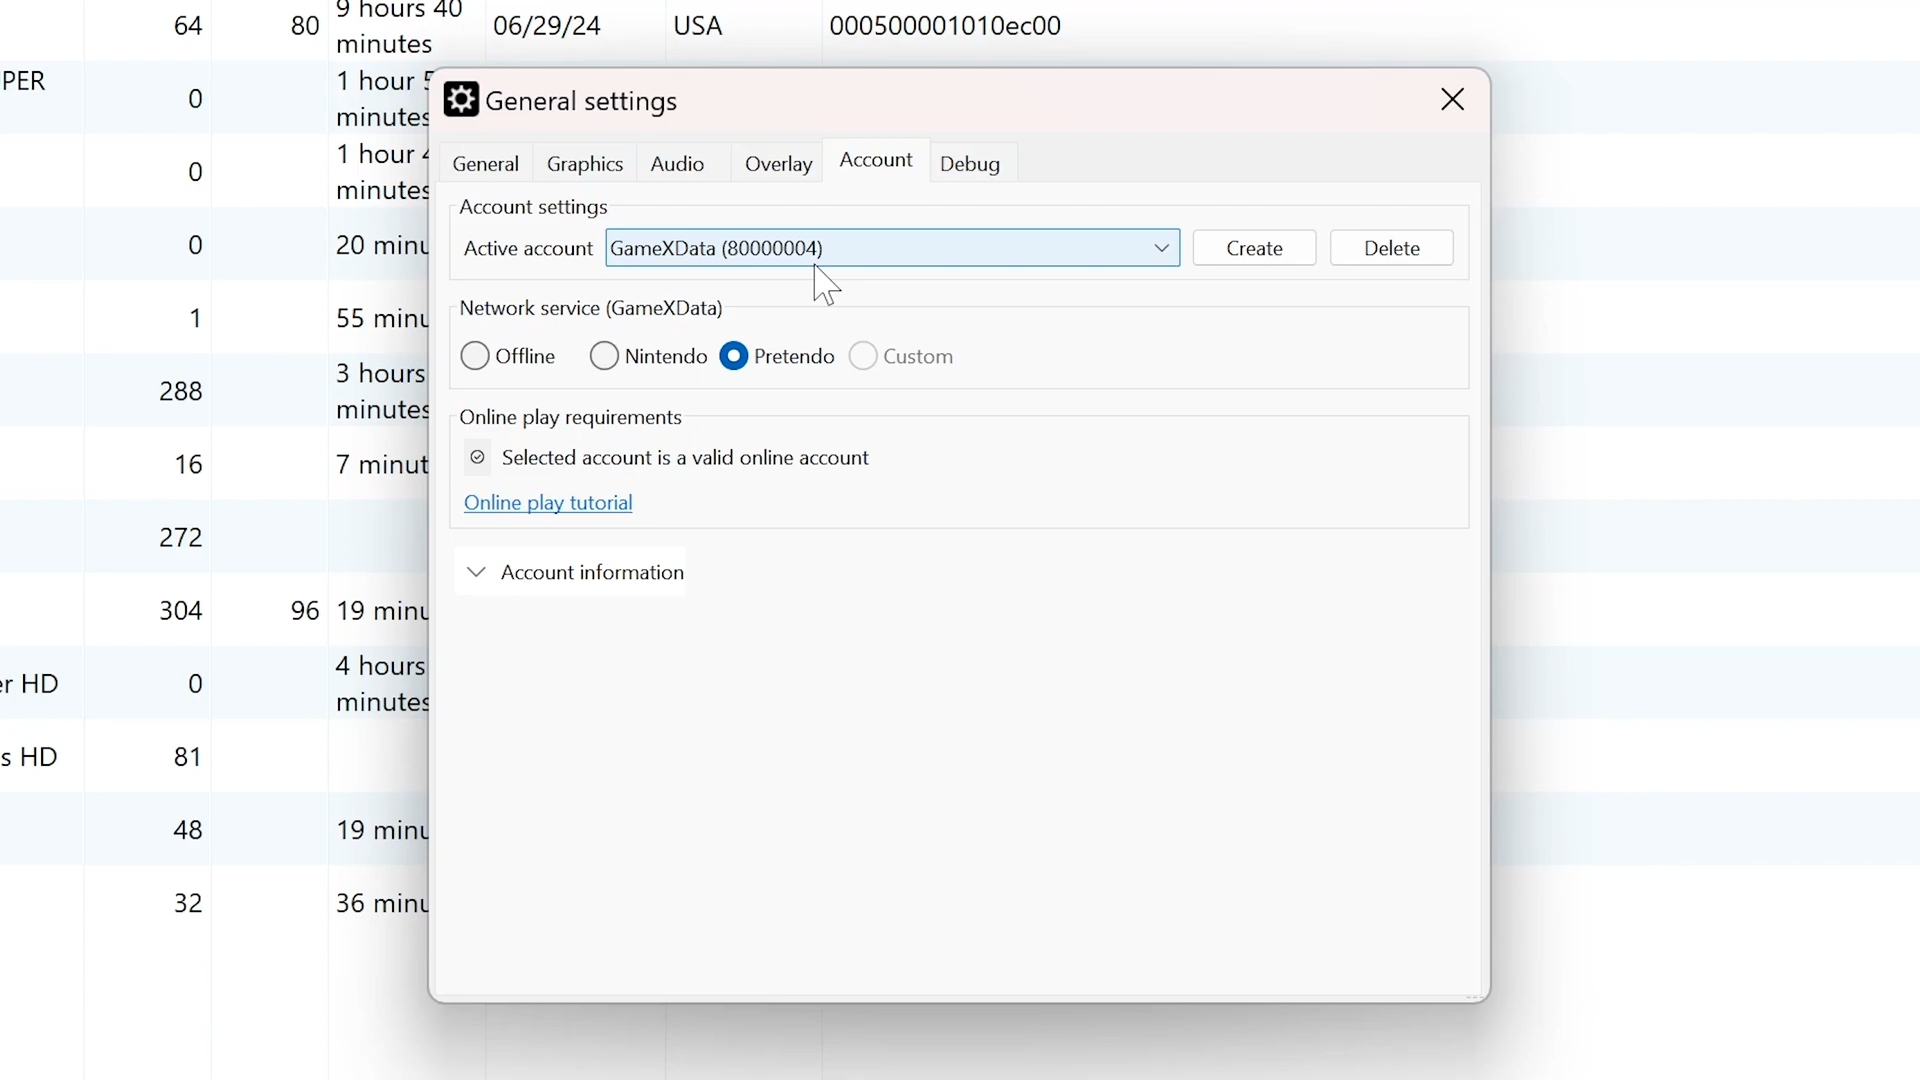 64 80 9 hours 40 minutes 06/29/24 USA 000500001010ec00
PER 0 1 hour 5 minutes
0 1 hour 4 minutes
0 20 minu
1 55 minu
288 3 hours minutes
16 7 minut
272
304 96 19 minu
er HD 0 4 hours minutes
s HD 81
48 19 minu
32 36 minu
General settings
General Graphics Audio Overlay Account Debug
Account settings
Active account GameXData (80000004) Create Delete
Network service (GameXData)
Offline Nintendo Pretendo Custom
Online play requirements
Selected account is a valid online account
Online play tutorial
Account information